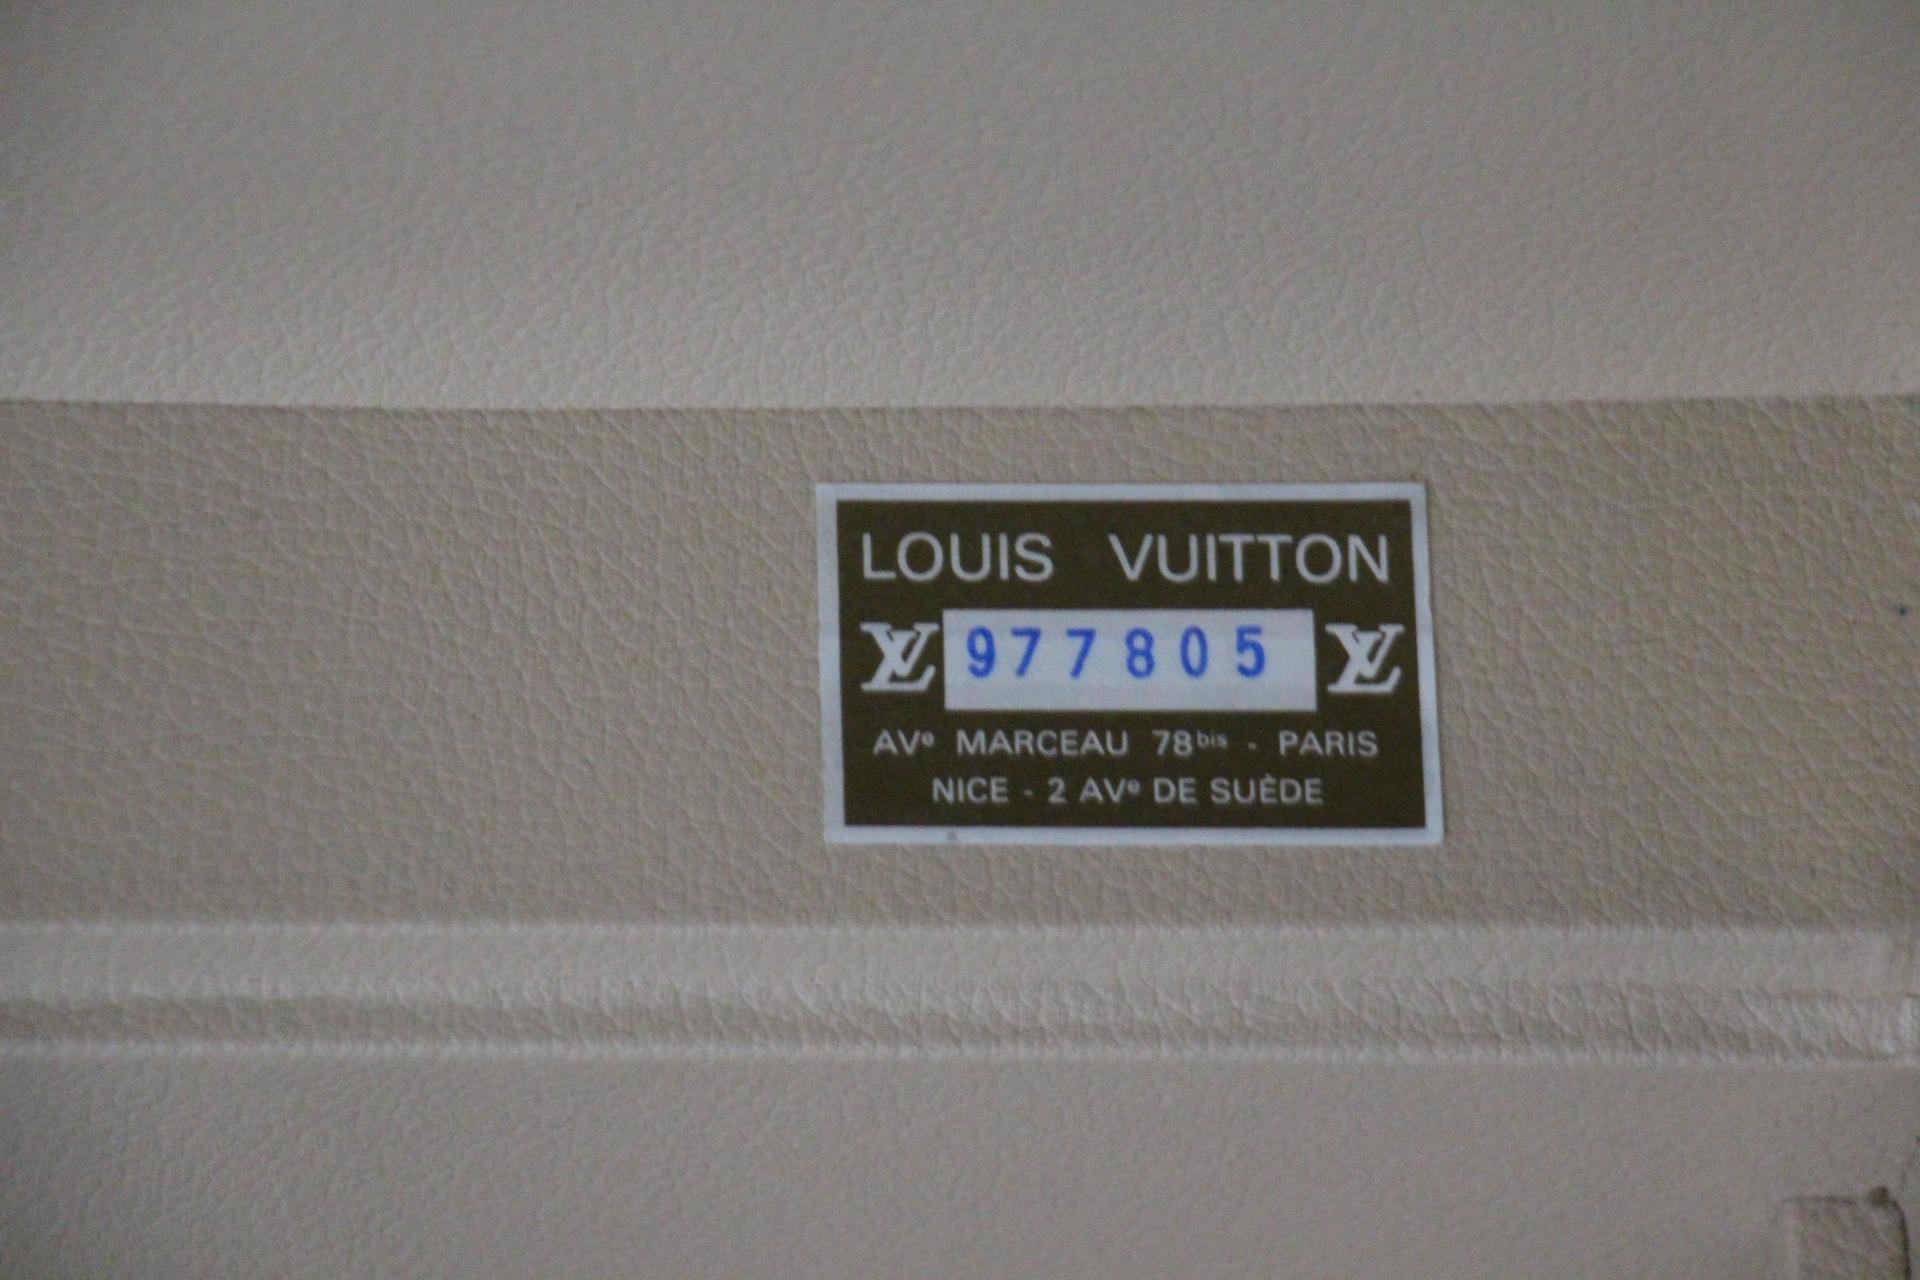 LOUIS VUITTON
LV 977805 LV
AVe MARCEAU 78bis - PARIS
NICE - 2 AVe DE SUÈDE